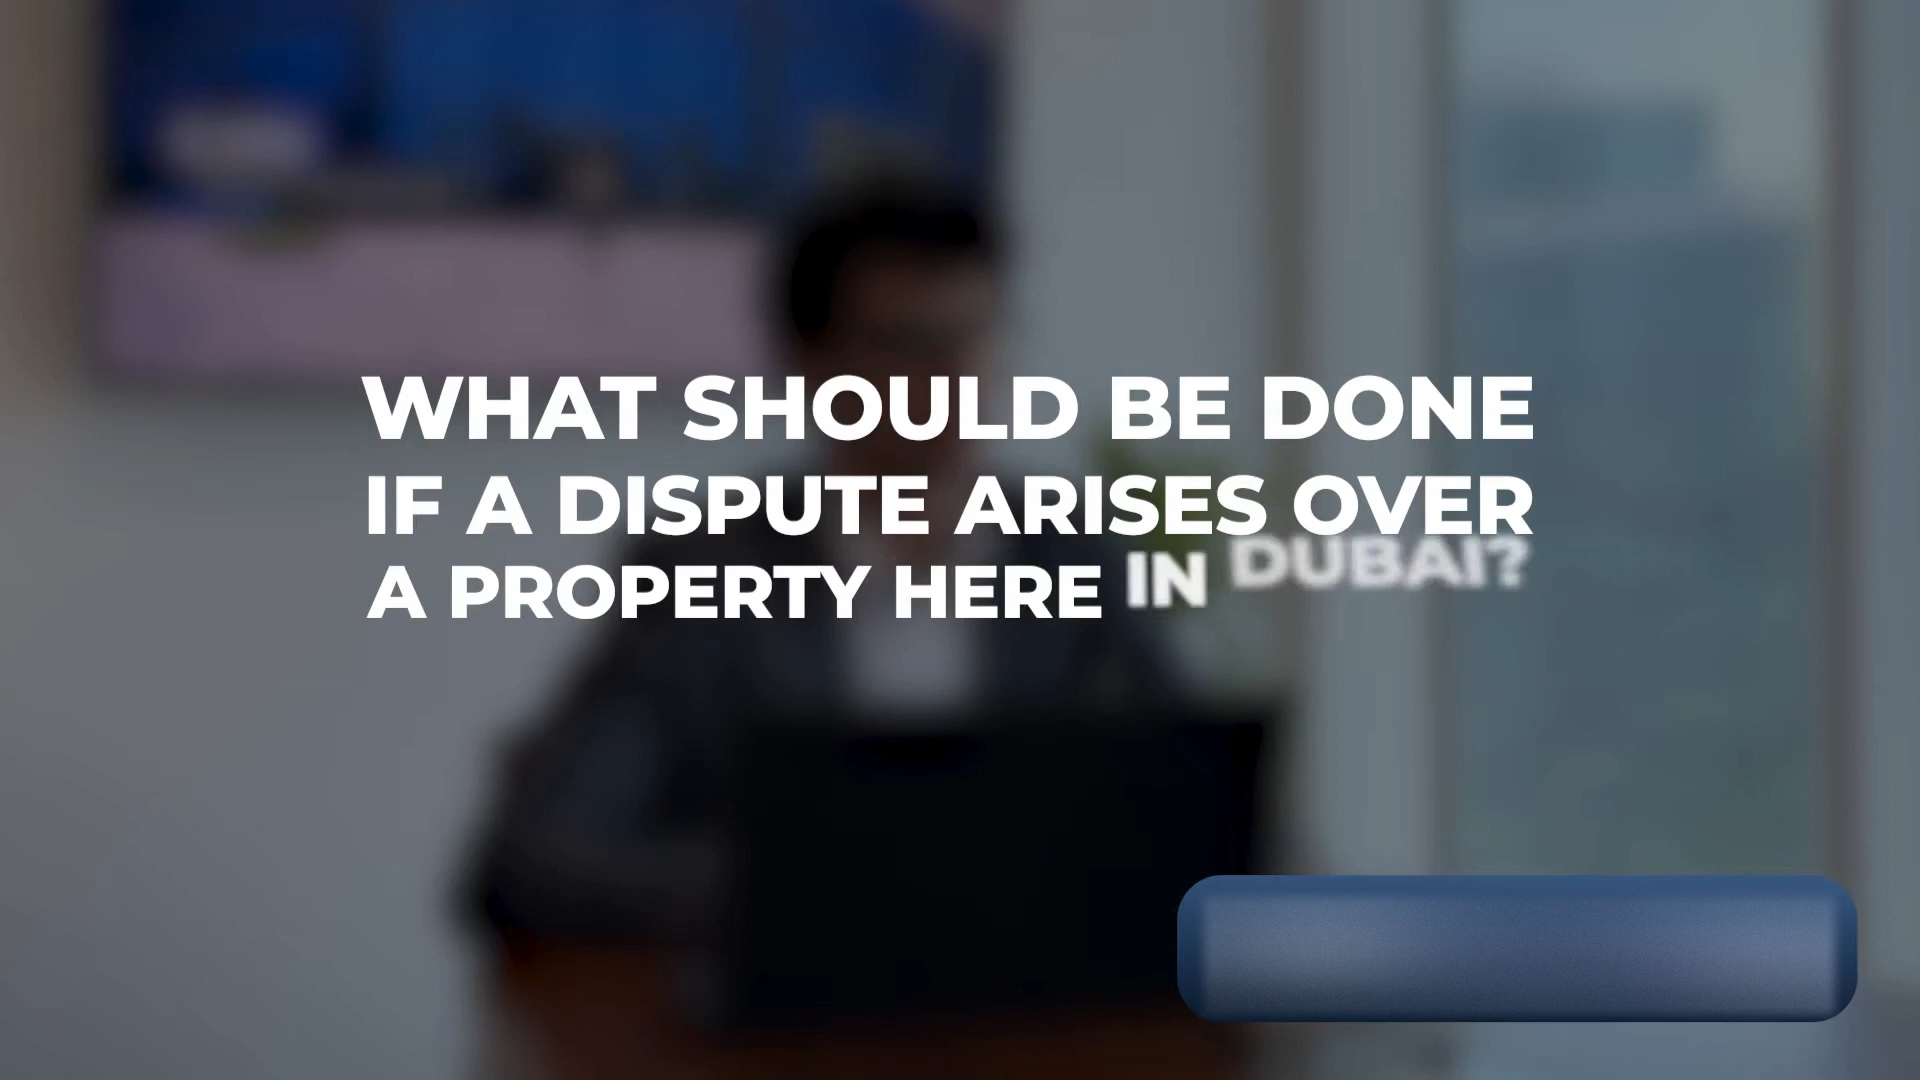 WHAT SHOULD BE DONE
IF A DISPUTE ARISES OVER
A PROPERTY HERE IN DUBAI?